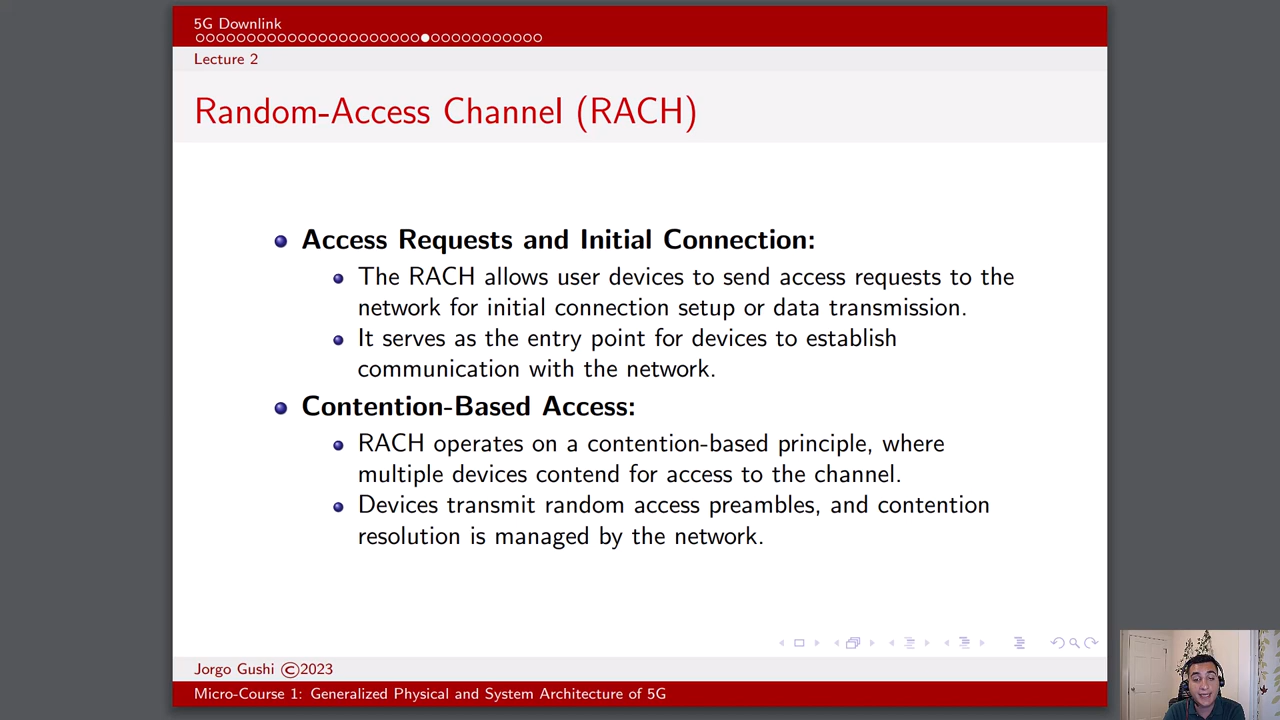 5G Downlink
Lecture 2
Random-Access Channel (RACH)
Access Requests and Initial Connection:
The RACH allows user devices to send access requests to the
network for initial connection setup or data transmission.
It serves as the entry point for devices to establish
communication with the network.
Contention-Based Access:
RACH operates on a contention-based principle, where
multiple devices contend for access to the channel.
Devices transmit random access preambles, and contention
resolution is managed by the network.
Jorgo Gushi ©2023
Micro-Course 1: Generalized Physical and System Architecture of 5G